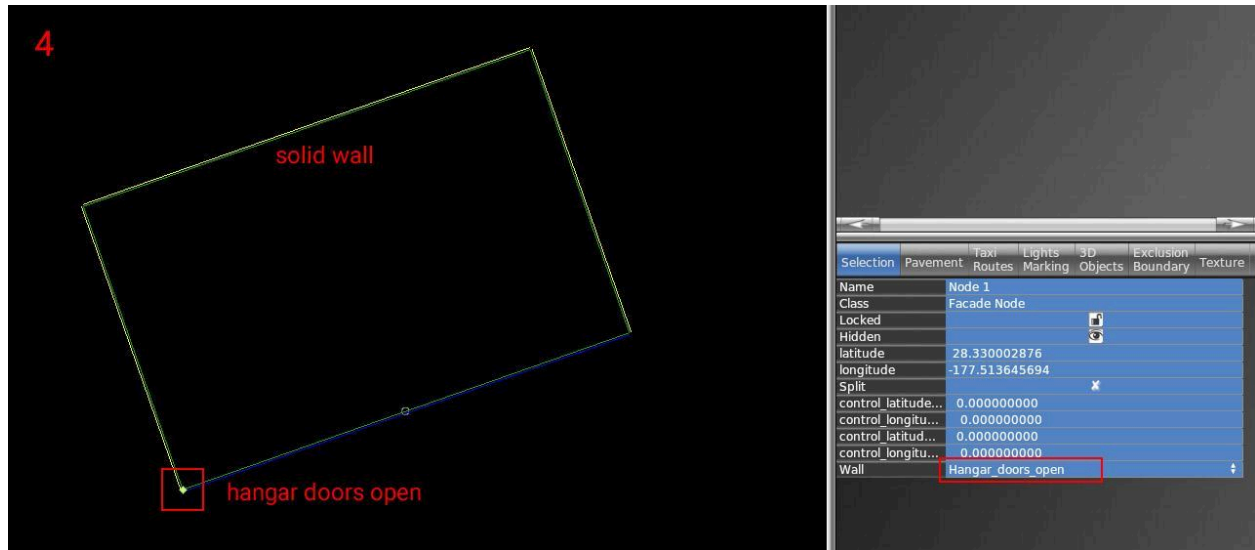 4
solid wall
hangar doors open
Selection Pavement Taxi Routes Lights Marking 3D Objects Exclusion Boundary Texture
Name Node 1
Class Facade Node
Locked
Hidden
latitude 28.330002876
longitude -177.513645694
Split
control_latitude... 0.000000000
control_longitu... 0.000000000
control_latitud... 0.000000000
control_longitu... 0.000000000
Wall Hangar_doors_open